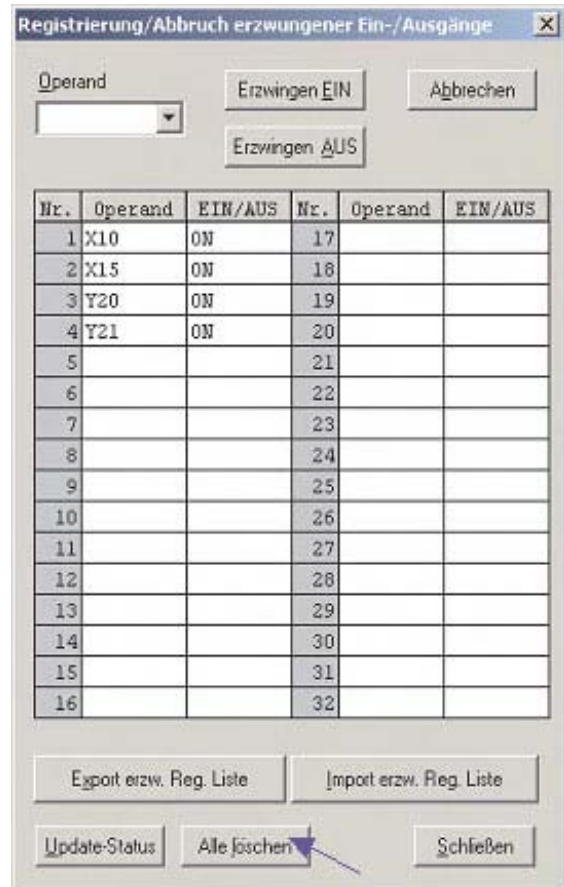 Registrierung/Abbruch erzwungener Ein-/Ausgänge
Operand
Erzwingen EIN
Abbrechen
Erzwingen AUS
Nr. Operand EIN/AUS Nr. Operand EIN/AUS
1 X10 ON 17
2 X15 ON 18
3 Y20 ON 19
4 Y21 ON 20
5 21
6 22
7 23
8 24
9 25
10 26
11 27
12 28
13 29
14 30
15 31
16 32
Export erzw. Reg. Liste Import erzw. Reg. Liste
Update-Status Alle löschen Schließen